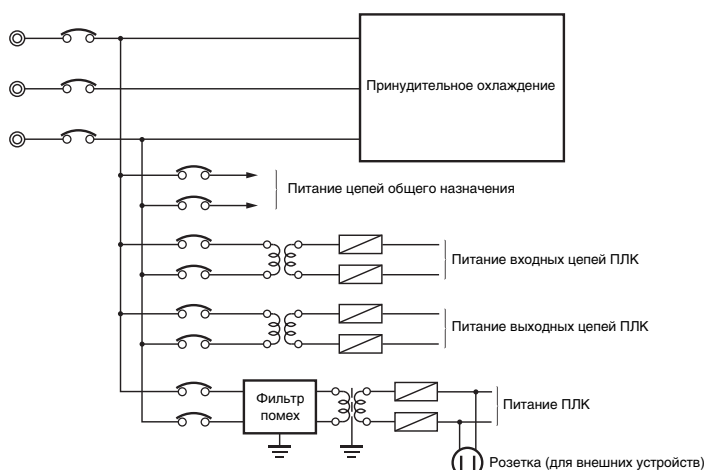 Принудительное охлаждение
Питание цепей общего назначения
Питание входных цепей ПЛК
Питание выходных цепей ПЛК
Фильтр
помех
Питание ПЛК
Розетка (для внешних устройств)